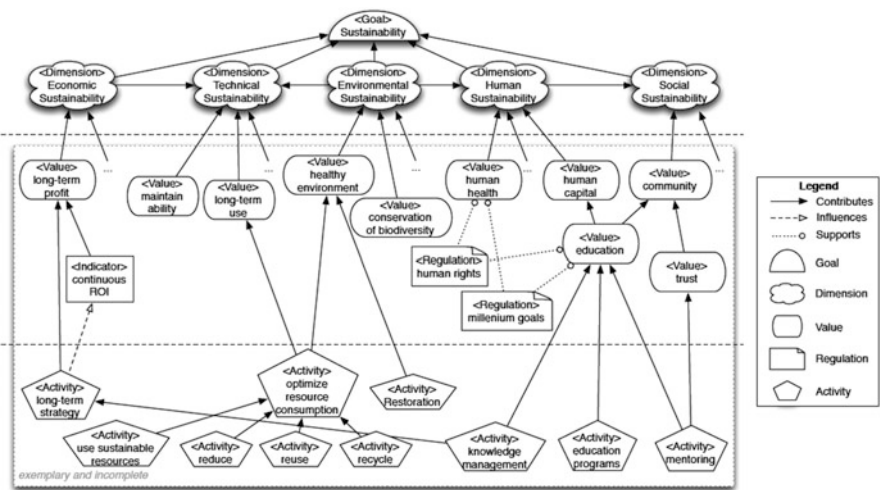 <Goal>
Sustainability
<Dimension>
Economic
Sustainability
<Dimension>
Technical
Sustainability
<Dimension>
Environmental
Sustainability
<Dimension>
Human
Sustainability
<Dimension>
Social
Sustainability
<Value>
long-term
profit
...
<Value>
maintain
ability
<Value>
long-term
use
...
<Value>
healthy
environment
<Value>
conservation
of biodiversity
...
<Value>
human
health
...
<Value>
human
capital
<Value>
community
...
<Indicator>
continuous
ROI
<Regulation>
human rights
<Value>
education
<Value>
trust
<Regulation>
millenium goals
<Activity>
long-term
strategy
<Activity>
optimize
resource
consumption
<Activity>
Restoration
<Activity>
use sustainable
resources
<Activity>
reduce
<Activity>
reuse
<Activity>
recycle
<Activity>
knowledge
management
<Activity>
education
programs
<Activity>
mentoring
exemplary and incomplete
Legend
Contributes
Influences
Supports
Goal
Dimension
Value
Regulation
Activity